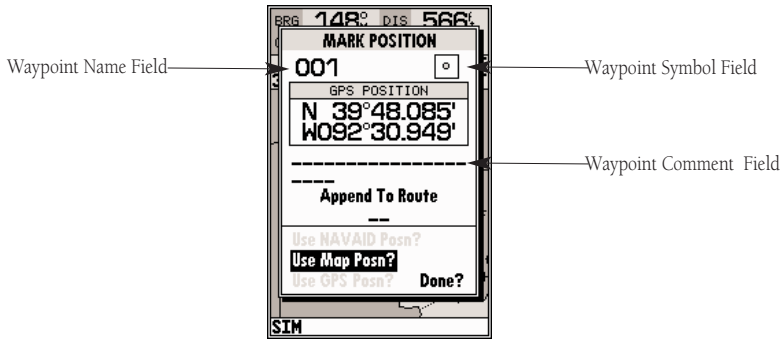 BRG 148° DIS 566
MARK POSITION
Waypoint Name Field
001
Waypoint Symbol Field
GPS POSITION
N 39°48.085'
W092°30.949'
Waypoint Comment Field
Append To Route
Use NAVAID Posn?
Use Map Posn?
Use GPS Posn?
Done?
SIM